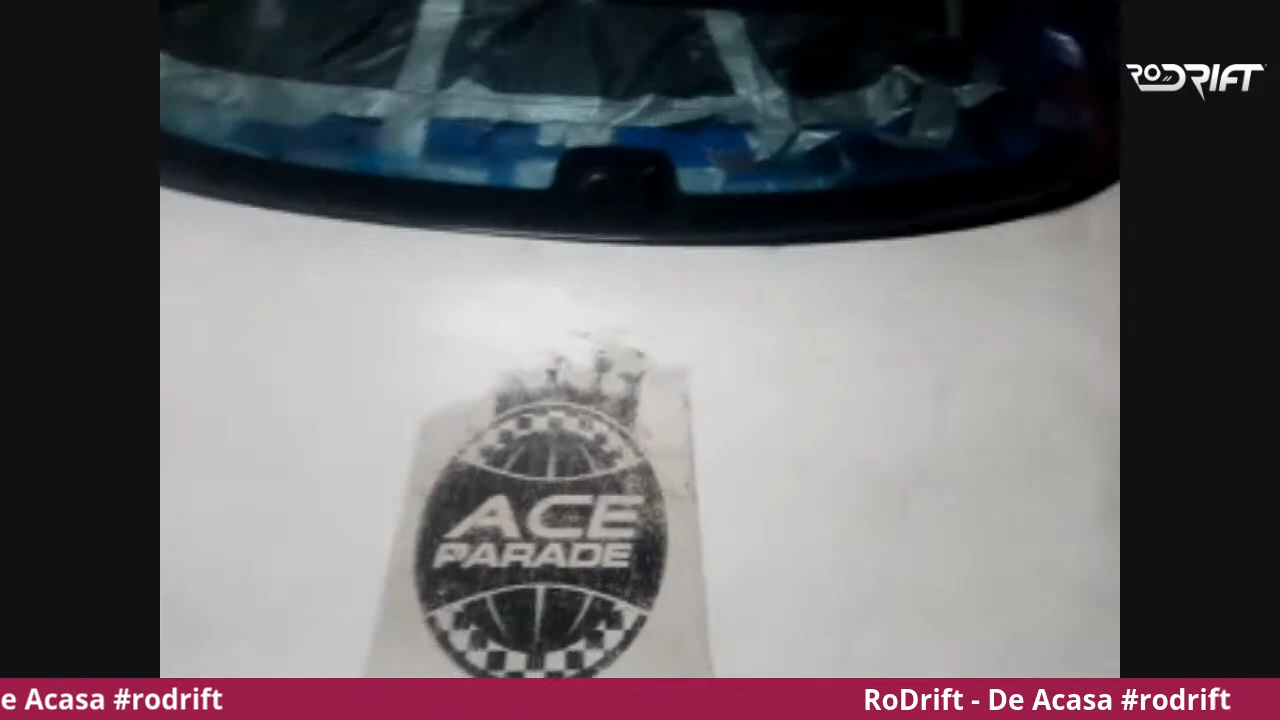 RODRIFT
ACE
PARADE
e Acasa #rodrift
RoDrift - De Acasa #rodrift